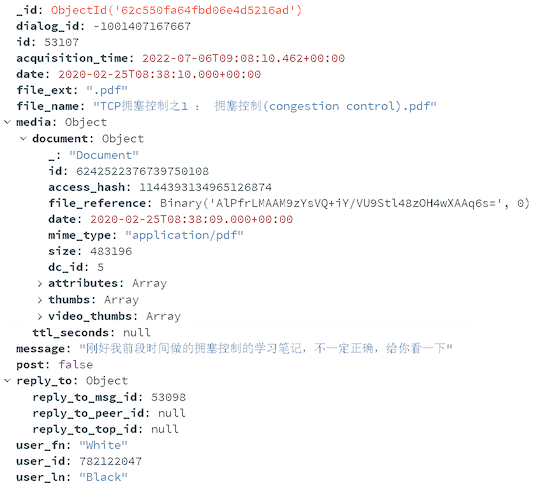 _id: ObjectId('62c550fa64fbd06e4d5216ad')
dialog_id: -1001407167667
id: 53107
acquisition_time: 2022-07-06T09:08:10.462+00:00
date: 2020-02-25T08:38:10.000+00:00
file_ext: ".pdf"
file_name: "TCP拥塞控制之1 : 拥塞控制(congestion control).pdf"
media: Object
document: Object
_: "Document"
id: 6242522376739750108
access_hash: 1144393134965126874
file_reference: Binary('AlPfrLMAAM9zYsVQ+iY/VU9Stl48zOH4wXAAq6s=', 0)
date: 2020-02-25T08:38:09.000+00:00
mime_type: "application/pdf"
size: 483196
dc_id: 5
attributes: Array
thumbs: Array
video_thumbs: Array
ttl_seconds: null
message: "刚好我前段时间做的拥塞控制的学习笔记，不一定正确，给你看一下"
post: false
reply_to: Object
reply_to_msg_id: 53098
reply_to_peer_id: null
reply_to_top_id: null
user_fn: "White"
user_id: 782122047
user_ln: "Black"